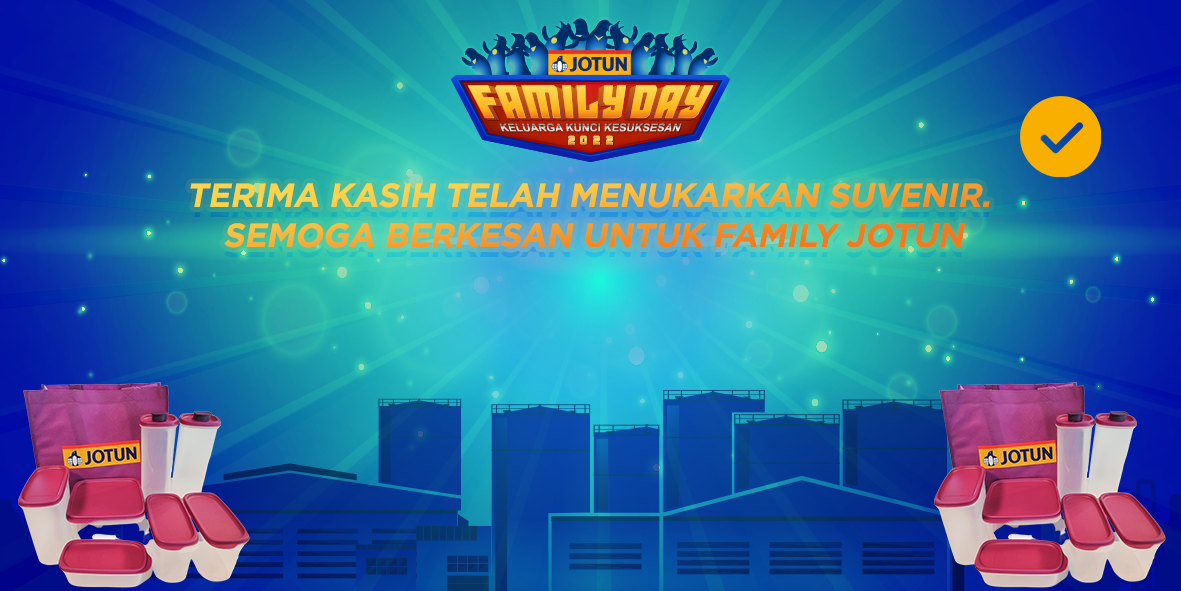 JOTUN
FAMILY DAY
KELUARGA KUNCI KESUKSESAN
2022
TERIMA KASIH TELAH MENUKARKAN SUVENIR.
SEMOGA BERKESAN UNTUK FAMILY JOTUN
JOTUN
JOTUN